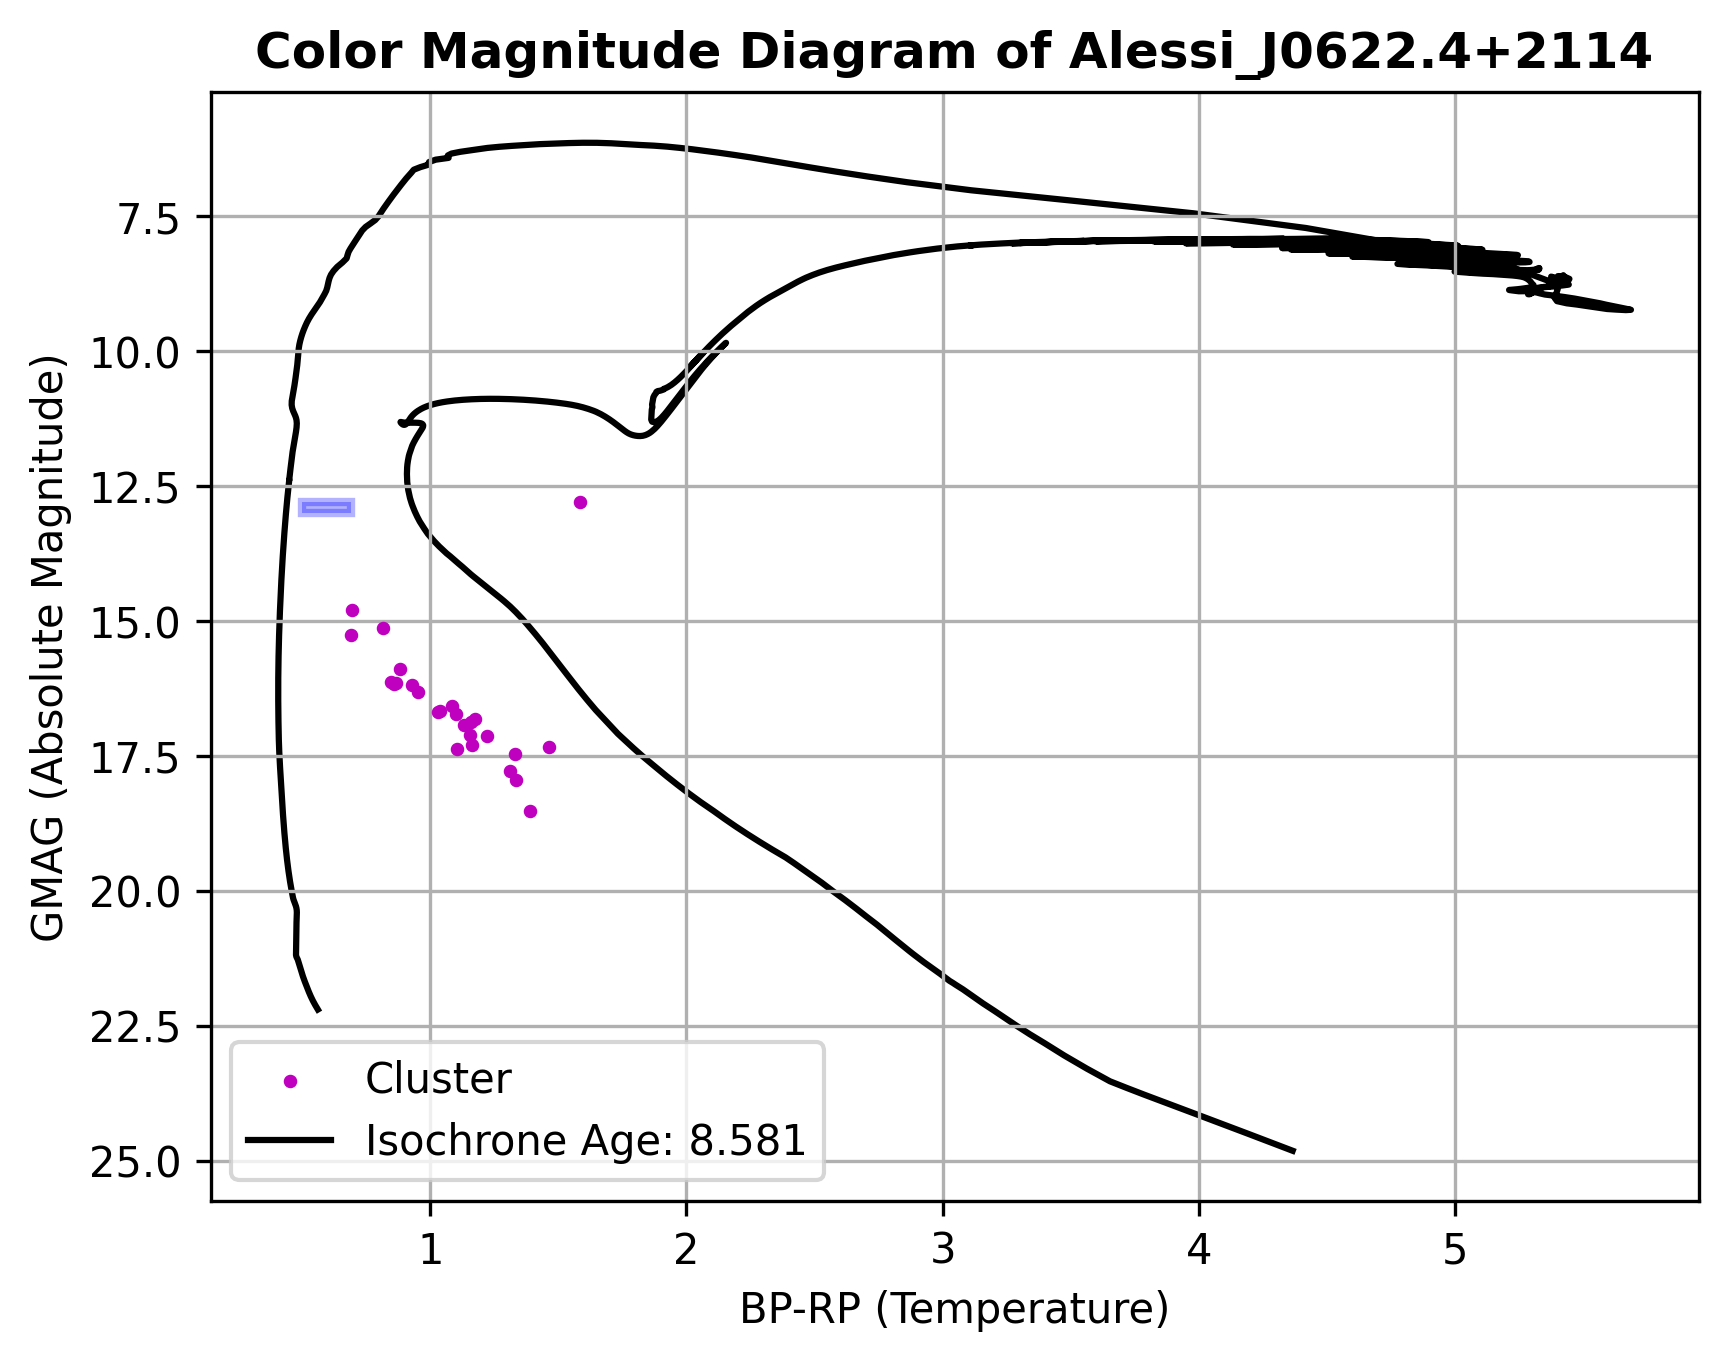 Color Magnitude Diagram of Alessi_J0622.4+2114
GMAG (Absolute Magnitude)
7.5
10.0
12.5
15.0
17.5
20.0
22.5
25.0
Cluster
Isochrone Age: 8.581
1 2 3 4 5
BP-RP (Temperature)